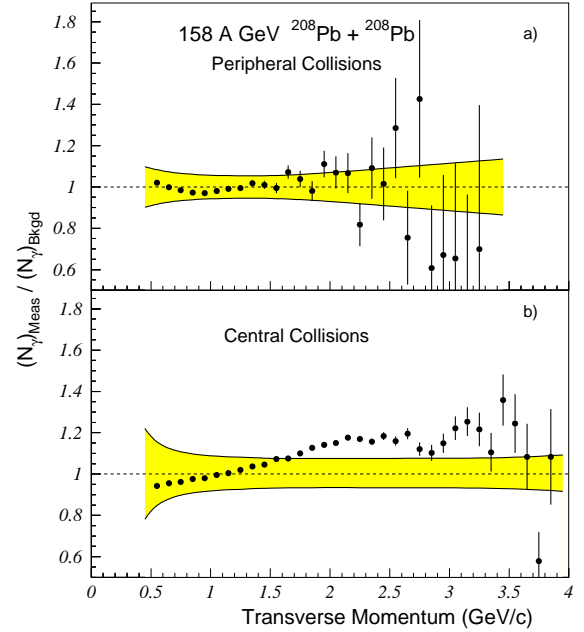 158 A GeV ²⁰⁸Pb + ²⁰⁸Pb
a)
Peripheral Collisions
1.8
1.6
1.4
1.2
1
0.8
0.6
(Nγ)Meas / (Nγ)Bkgd
b)
Central Collisions
1.8
1.6
1.4
1.2
1
0.8
0.6
0 0.5 1 1.5 2 2.5 3 3.5 4
Transverse Momentum (GeV/c)